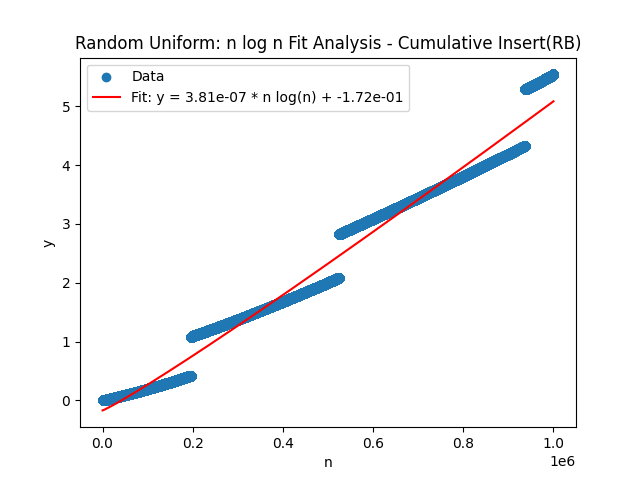 Random Uniform: n log n Fit Analysis - Cumulative Insert(RB)
Data
Fit: y = 3.81e-07 * n log(n) + -1.72e-01
y
5
4
3
2
1
0
0.0 0.2 0.4 0.6 0.8 1.0
1e6
n